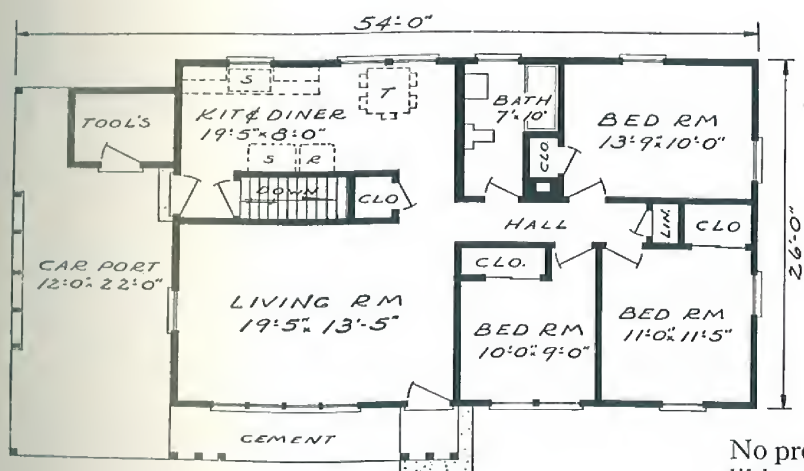 54'-0"
S
T
TOOL'S
KIT & DINER
19'-5" x 8'-0"
BATH
7' x 10'
BED RM
13'-9" x 10'-0"
CLO.
S R
DOWN
CLO
HALL
LIN.
CLO
26'-0"
CAR PORT
12'-0" x 22'-0"
CLO.
LIVING RM
19'-5" x 13'-5"
BED RM
10'-0" x 9'-0"
BED RM
11'-0" x 11'-5"
CEMENT
No pre